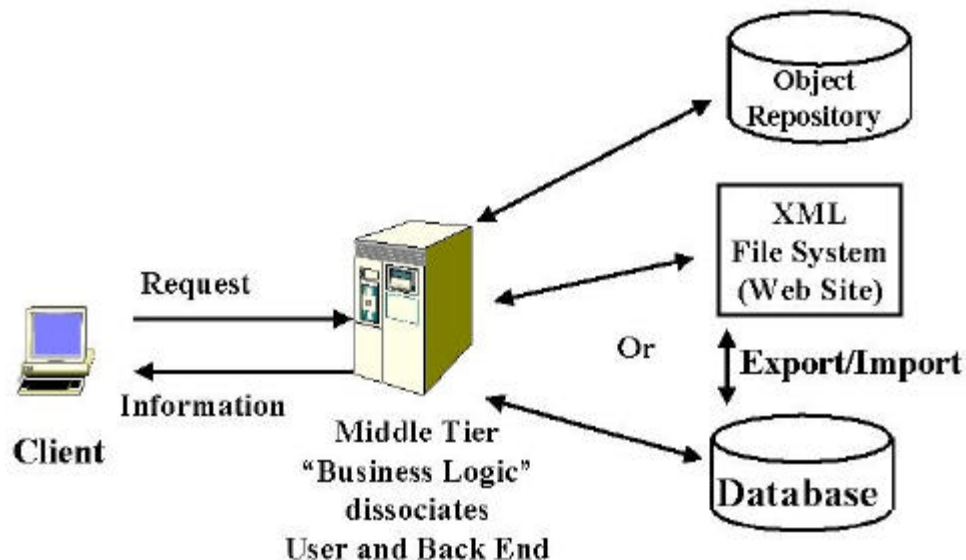 Object
Repository
XML
File System
(Web Site)
Request
Or
Export/Import
Information
Client
Middle Tier
“Business Logic”
dissociates
User and Back End
Database